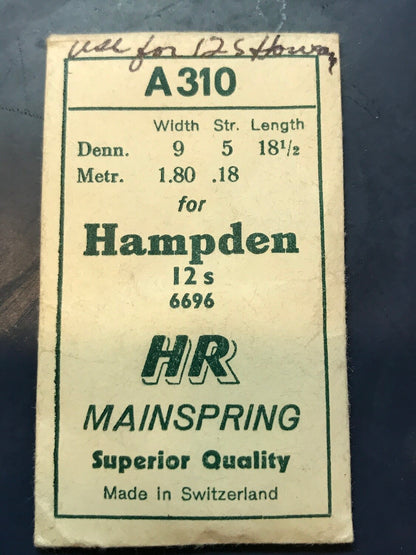 use for 12 S Howard
A310
Width Str. Length
Denn. 9 5 18½
Metr. 1.80 .18
for
Hampden
12 s
6696
HR
MAINSPRING
Superior Quality
Made in Switzerland